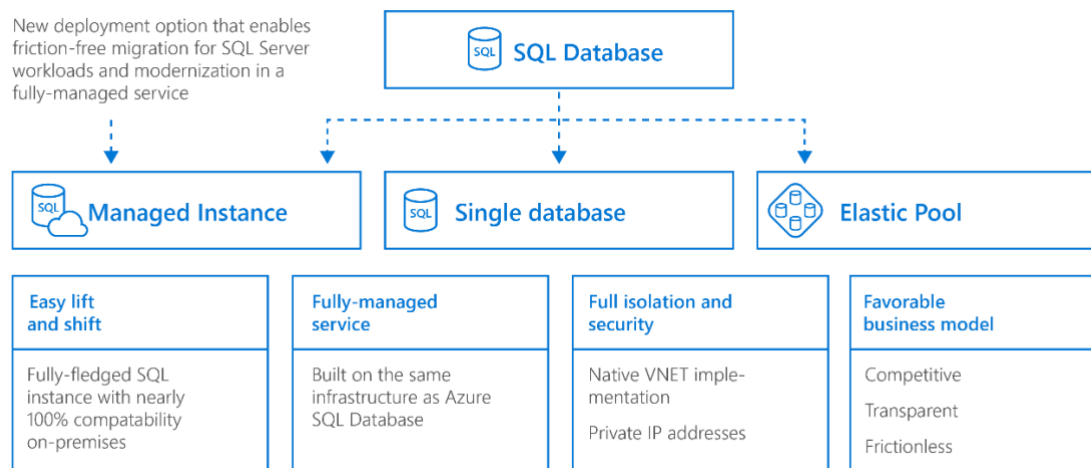 New deployment option that enables
friction-free migration for SQL Server
workloads and modernization in a
fully-managed service
SQL
SQL Database
SQL
Managed Instance
SQL
Single database
Elastic Pool
Easy lift
and shift
Fully-fledged SQL
instance with nearly
100% compatability
on-premises
Fully-managed
service
Built on the same
infrastructure as Azure
SQL Database
Full isolation and
security
Native VNET imple-
mentation
Private IP addresses
Favorable
business model
Competitive
Transparent
Frictionless